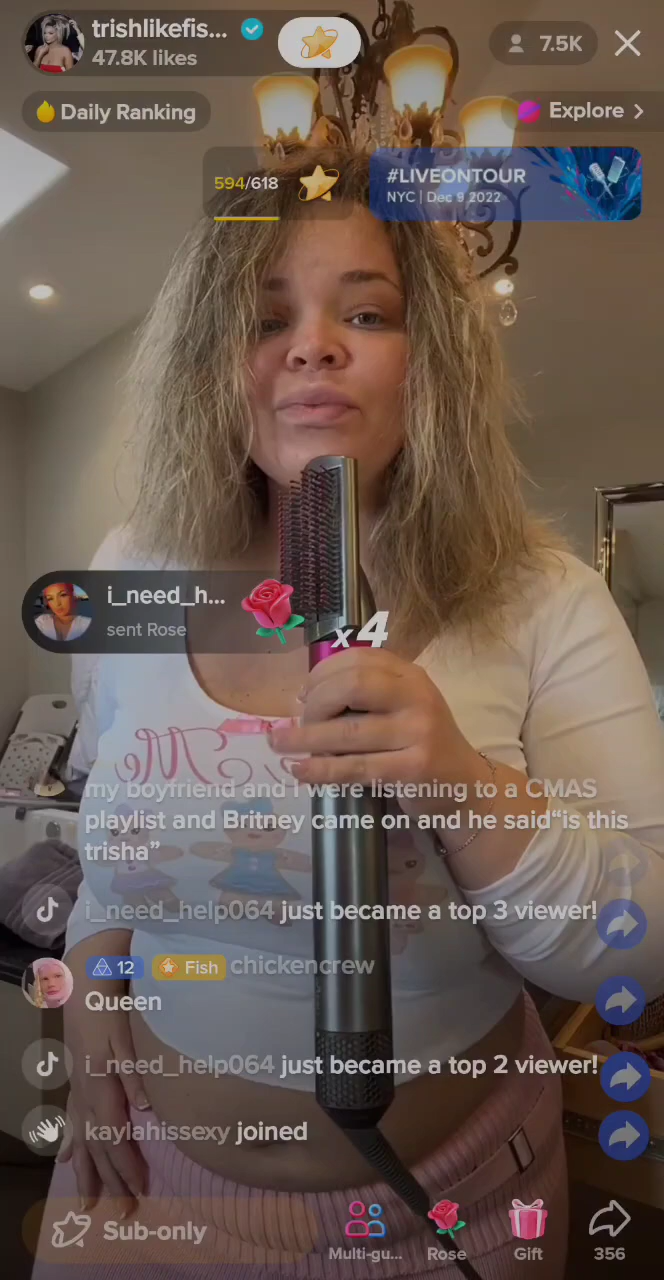 trishlikefis...
47.8K likes
7.5K
Daily Ranking
Explore >
594/618
#LIVEONTOUR
NYC | Dec 9 2022
i_need_h...
sent Rose
x4
Me
my boyfriend and I were listening to a CMAS
playlist and Britney came on and he said“is this
trisha”
i_need_help064 just became a top 3 viewer!
12 Fish chickencrew
Queen
i_need_help064 just became a top 2 viewer!
kaylahissexy joined
Sub-only
Multi-gu...
Rose
Gift
356